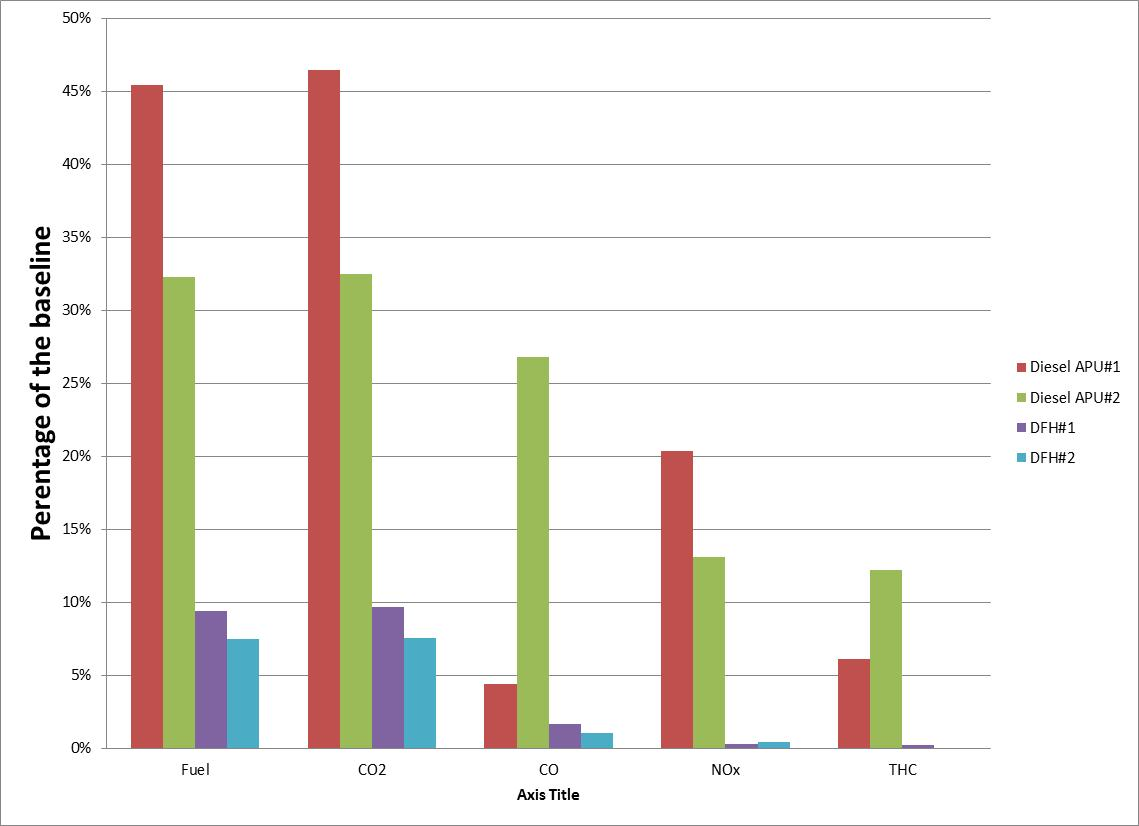 50%
45%
40%
35%
30%
25%
20%
15%
10%
5%
0%
Perentage of the baseline
Fuel
CO2
CO
NOx
THC
Axis Title
Diesel APU#1
Diesel APU#2
DFH#1
DFH#2